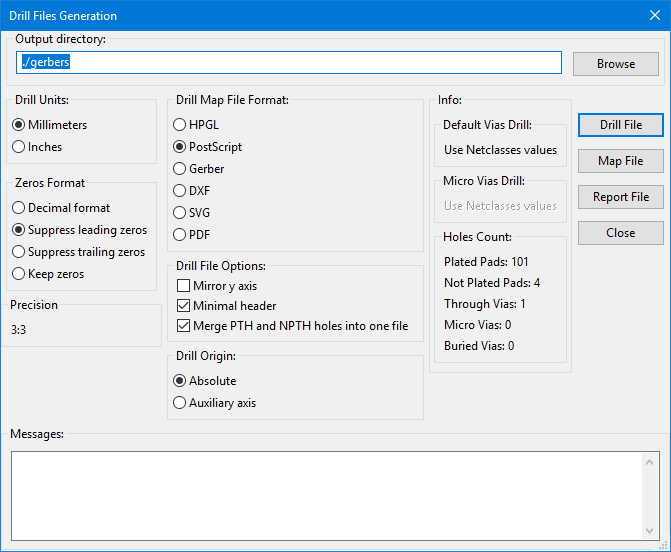 Drill Files Generation
Output directory:
./gerbers
Browse
Drill Units:
Millimeters
Inches
Zeros Format
Decimal format
Suppress leading zeros
Suppress trailing zeros
Keep zeros
Precision
3:3
Drill Map File Format:
HPGL
PostScript
Gerber
DXF
SVG
PDF
Drill File Options:
Mirror y axis
Minimal header
Merge PTH and NPTH holes into one file
Drill Origin:
Absolute
Auxiliary axis
Info:
Default Vias Drill:
Use Netclasses values
Micro Vias Drill:
Use Netclasses values
Holes Count:
Plated Pads: 101
Not Plated Pads: 4
Through Vias: 1
Micro Vias: 0
Buried Vias: 0
Drill File
Map File
Report File
Close
Messages: